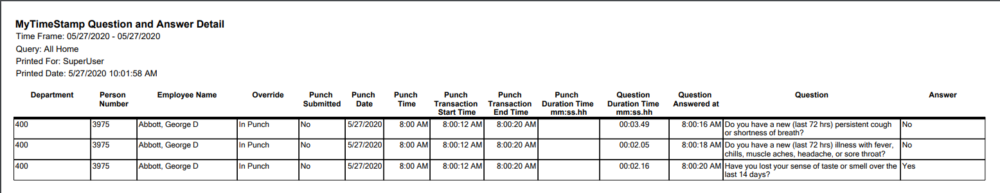 MyTimeStamp Question and Answer Detail
Time Frame: 05/27/2020 - 05/27/2020
Query: All Home
Printed For: SuperUser
Printed Date: 5/27/2020 10:01:58 AM
Department Person Employee Name Override Punch Punch Punch Punch Punch Punch Question Question Question Answer
Number Submitted Date Time Transaction Transaction Duration Time Duration Time Answered at
Start Time End Time mm:ss.hh mm:ss.hh
400 3975 Abbott, George D In Punch No 5/27/2020 8:00 AM 8:00:12 AM 8:00:20 AM 00:03.49 8:00:16 AM Do you have a new (last 72 hrs) persistent cough No
or shortness of breath?
400 3975 Abbott, George D In Punch No 5/27/2020 8:00 AM 8:00:12 AM 8:00:20 AM 00:02.05 8:00:18 AM Do you have a new (last 72 hrs) illness with fever, No
chills, muscle aches, headache, or sore throat?
400 3975 Abbott, George D In Punch No 5/27/2020 8:00 AM 8:00:12 AM 8:00:20 AM 00:02.16 8:00:20 AM Have you lost your sense of taste or smell over the Yes
last 14 days?